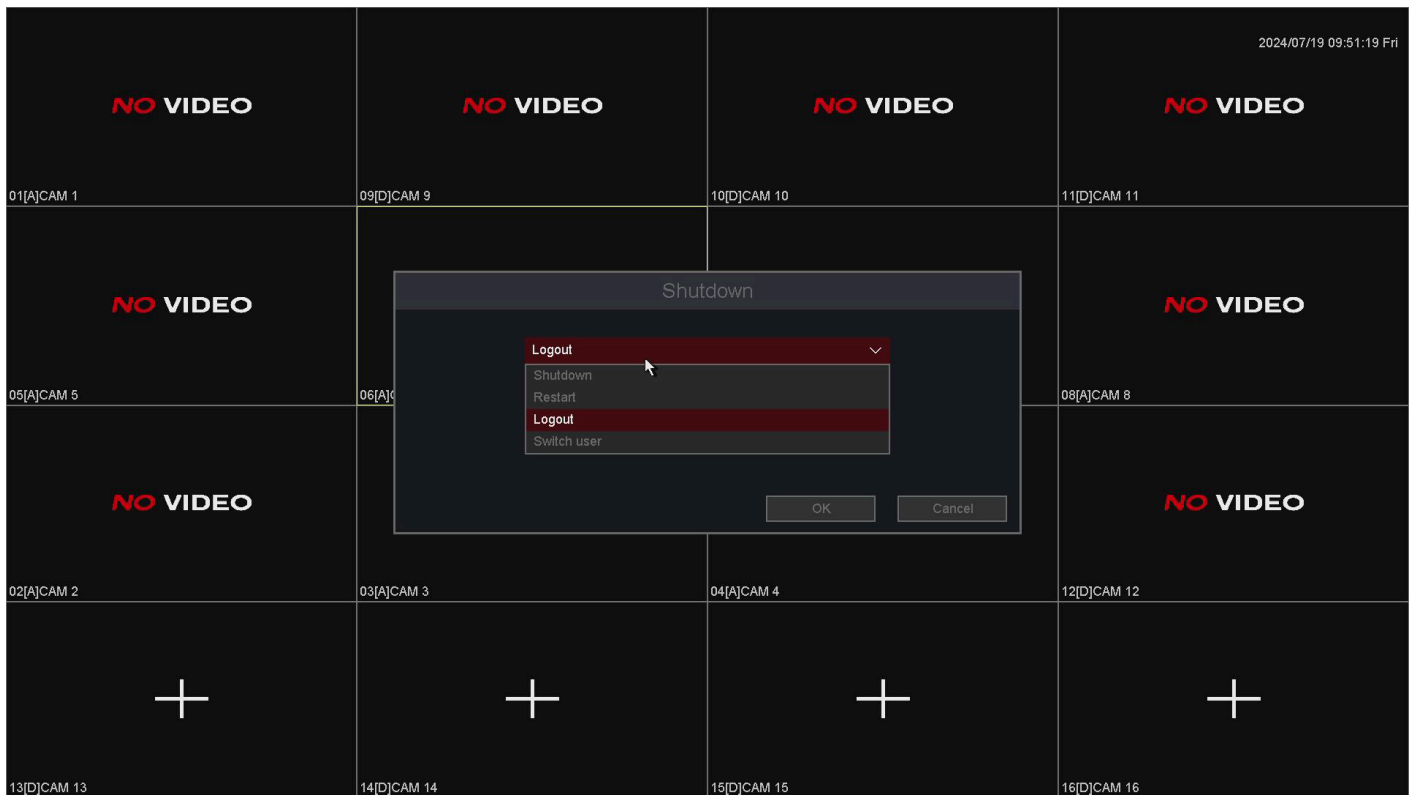 2024/07/19 09:51:19 Fri
NO VIDEO
NO VIDEO
NO VIDEO
NO VIDEO
01[A]CAM 1
09[D]CAM 9
10[D]CAM 10
11[D]CAM 11
NO VIDEO
NO VIDEO
05[A]CAM 5
06[A]
08[A]CAM 8
Shutdown
Logout
Shutdown
Restart
Logout
Switch user
OK
Cancel
NO VIDEO
NO VIDEO
02[A]CAM 2
03[A]CAM 3
04[A]CAM 4
12[D]CAM 12
13[D]CAM 13
14[D]CAM 14
15[D]CAM 15
16[D]CAM 16